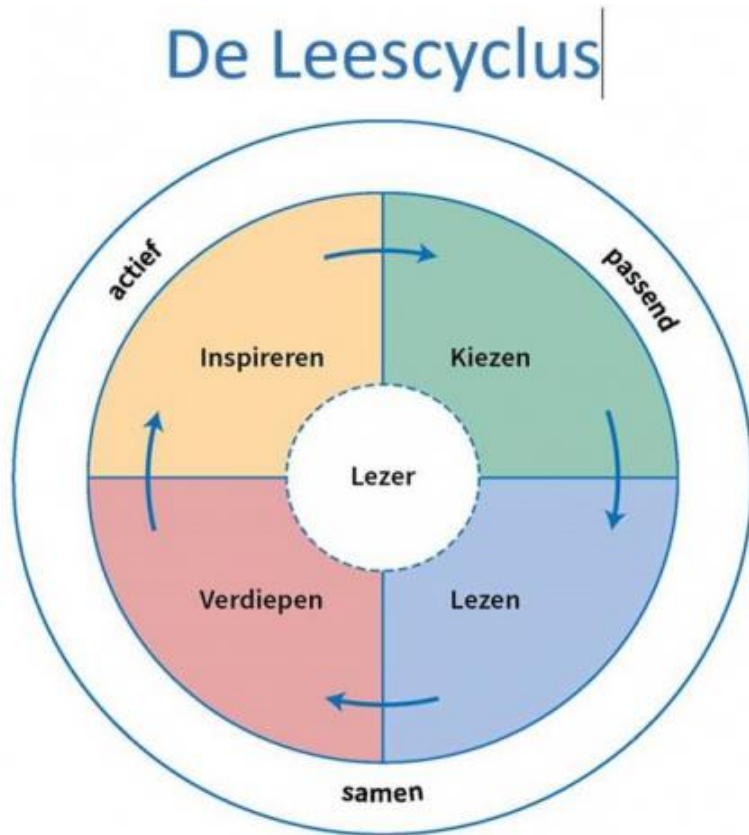 De Leescyclus
actief
passend
Inspireren
Kiezen
Lezer
Verdiepen
Lezen
samen